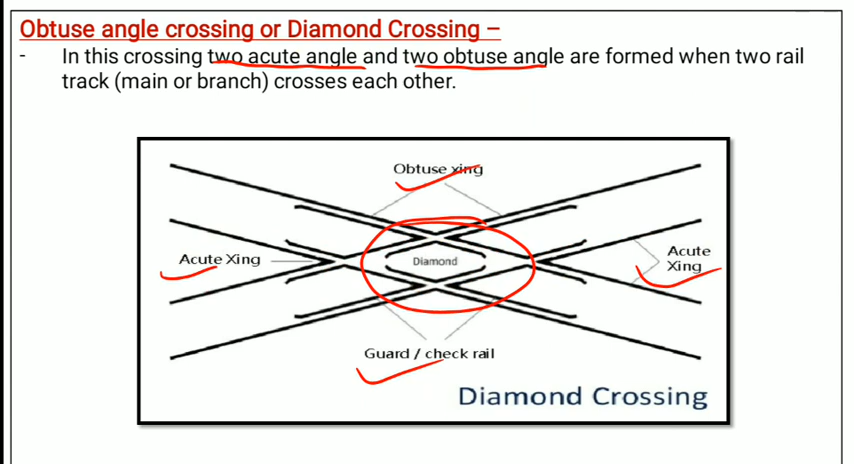 Obtuse angle crossing or Diamond Crossing –
- In this crossing two acute angle and two obtuse angle are formed when two rail
track (main or branch) crosses each other.
Obtuse xing
Acute Xing
Diamond
Acute
Xing
Guard / check rail
Diamond Crossing